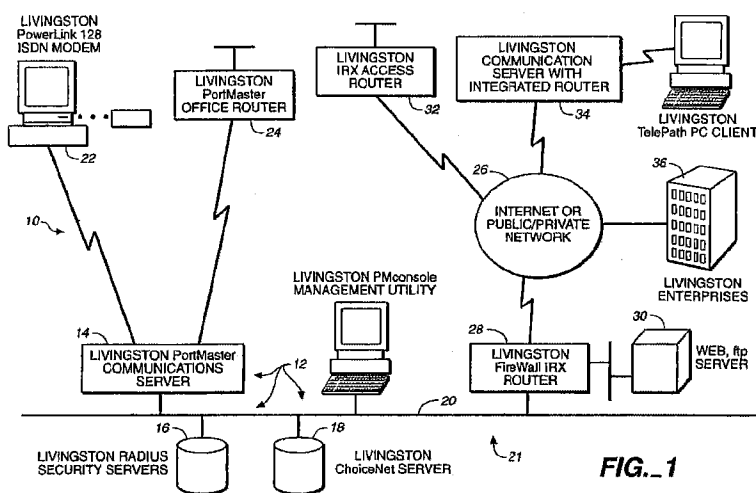 LIVINGSTON
PowerLink 128
ISDN MODEM
22
LIVINGSTON
PortMaster
OFFICE ROUTER
24
LIVINGSTON
IRX ACCESS
ROUTER
32
LIVINGSTON
COMMUNICATION
SERVER WITH
INTEGRATED ROUTER
34
LIVINGSTON
TelePath PC CLIENT
10
26
INTERNET OR
PUBLIC/PRIVATE
NETWORK
36
LIVINGSTON
ENTERPRISES
LIVINGSTON PMconsole
MANAGEMENT UTILITY
14
LIVINGSTON PortMaster
COMMUNICATIONS
SERVER
12
28
LIVINGSTON
FireWall IRX
ROUTER
30
WEB, ftp
SERVER
20
16
LIVINGSTON RADIUS
SECURITY SERVERS
18
LIVINGSTON
ChoiceNet SERVER
21
FIG._1